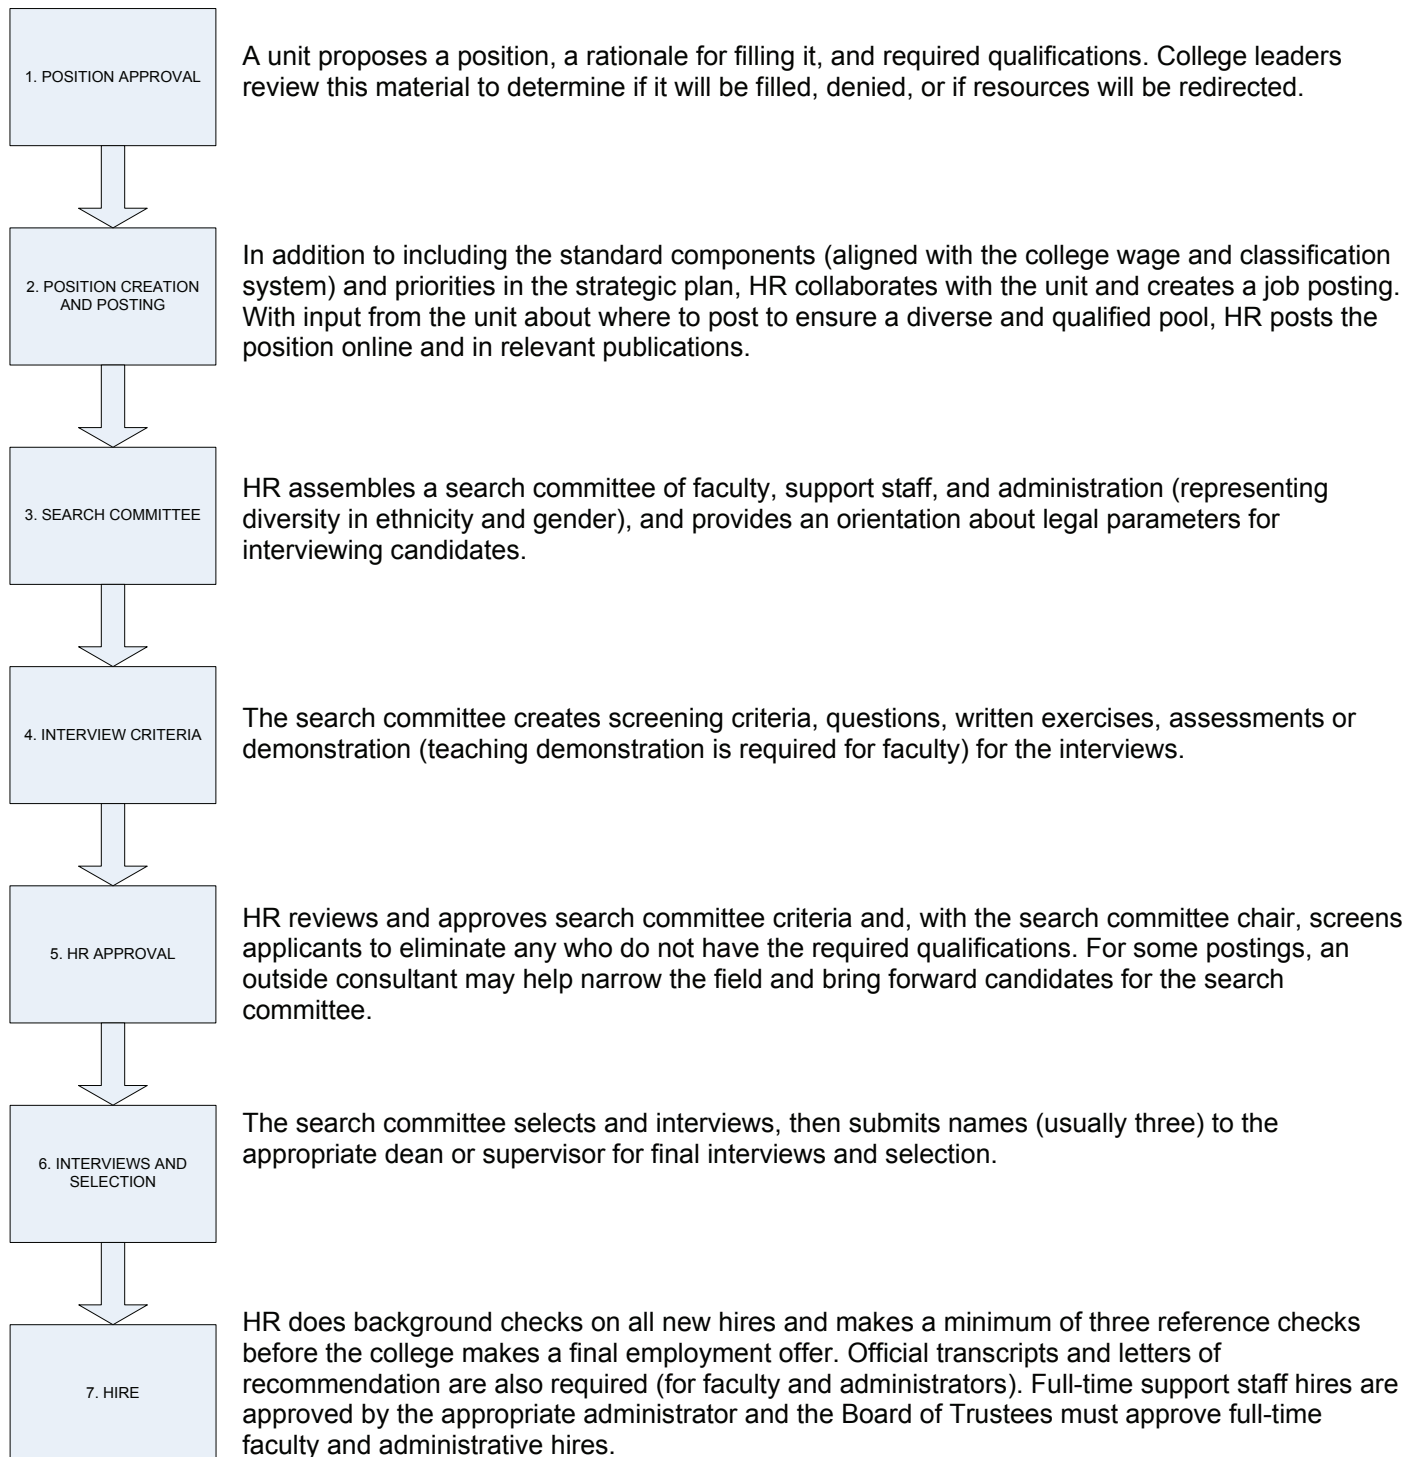 1. POSITION APPROVAL
A unit proposes a position, a rationale for filling it, and required qualifications. College leaders
review this material to determine if it will be filled, denied, or if resources will be redirected.
2. POSITION CREATION
AND POSTING
In addition to including the standard components (aligned with the college wage and classification
system) and priorities in the strategic plan, HR collaborates with the unit and creates a job posting.
With input from the unit about where to post to ensure a diverse and qualified pool, HR posts the
position online and in relevant publications.
3. SEARCH COMMITTEE
HR assembles a search committee of faculty, support staff, and administration (representing
diversity in ethnicity and gender), and provides an orientation about legal parameters for
interviewing candidates.
4. INTERVIEW CRITERIA
The search committee creates screening criteria, questions, written exercises, assessments or
demonstration (teaching demonstration is required for faculty) for the interviews.
5. HR APPROVAL
HR reviews and approves search committee criteria and, with the search committee chair, screens
applicants to eliminate any who do not have the required qualifications. For some postings, an
outside consultant may help narrow the field and bring forward candidates for the search
committee.
6. INTERVIEWS AND
SELECTION
The search committee selects and interviews, then submits names (usually three) to the
appropriate dean or supervisor for final interviews and selection.
7. HIRE
HR does background checks on all new hires and makes a minimum of three reference checks
before the college makes a final employment offer. Official transcripts and letters of
recommendation are also required (for faculty and administrators). Full-time support staff hires are
approved by the appropriate administrator and the Board of Trustees must approve full-time
faculty and administrative hires.